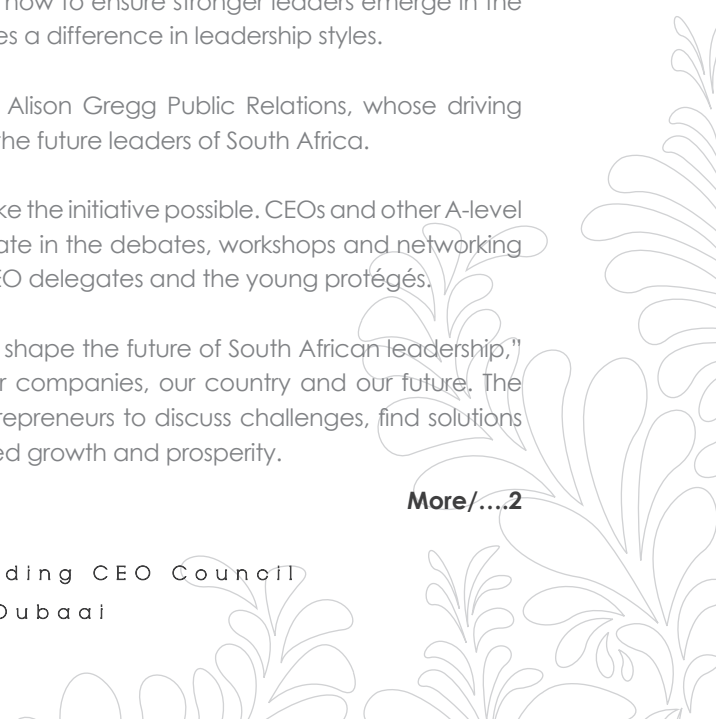 how to ensure stronger leaders emerge in the
es a difference in leadership styles.
Alison Gregg Public Relations, whose driving
the future leaders of South Africa.
ke the initiative possible. CEOs and other A-level
ate in the debates, workshops and networking
EO delegates and the young protégés.
shape the future of South African leadership,"
r companies, our country and our future. The
repreneurs to discuss challenges, find solutions
ed growth and prosperity.
More/....2
ding CEO Council
Dubaai